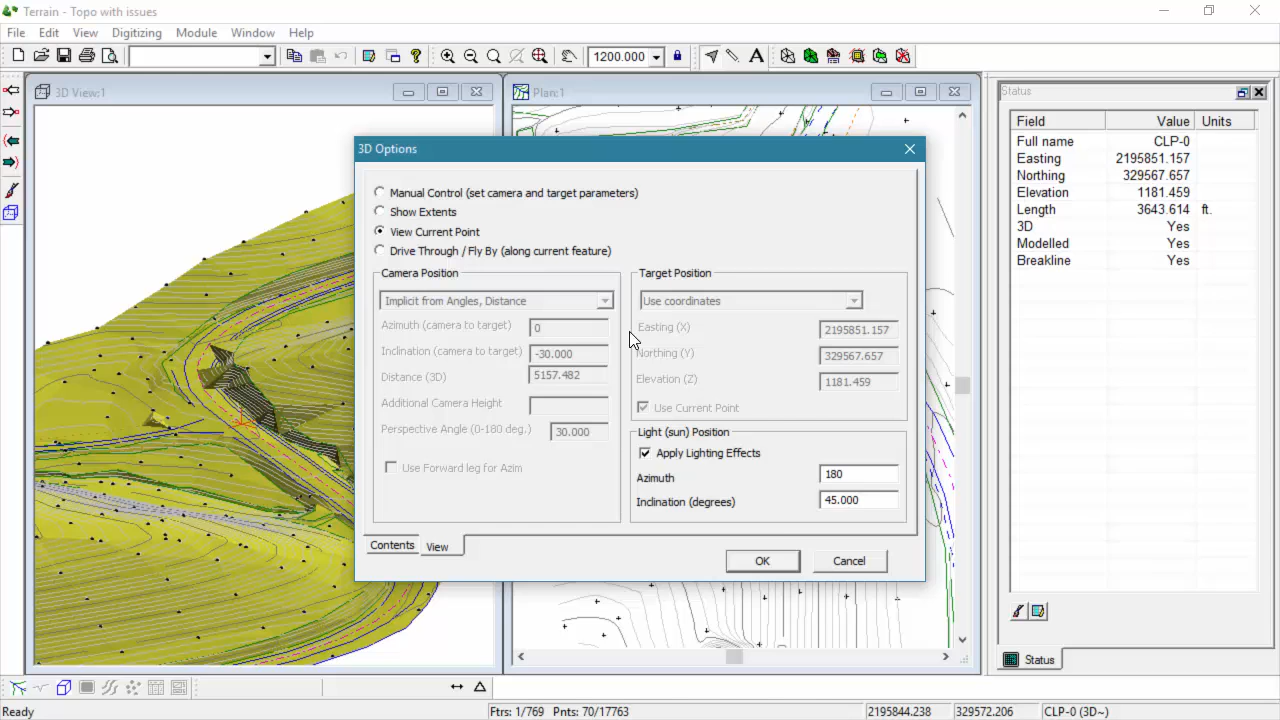 Terrain - Topo with issues
File Edit View Digitizing Module Window Help
1200.000
3D View:1
Plan:1
Status
Field Value Units
Full name CLP-0
Easting 2195851.157
Northing 329567.657
Elevation 1181.459
Length 3643.614 ft.
3D Yes
Modelled Yes
Breakline Yes
3D Options
Manual Control (set camera and target parameters)
Show Extents
View Current Point
Drive Through / Fly By (along current feature)
Camera Position
Implicit from Angles, Distance
Azimuth (camera to target) 0
Inclination (camera to target) -30.000
Distance (3D) 5157.482
Additional Camera Height
Perspective Angle (0-180 deg.) 30.000
Use Forward leg for Azim
Target Position
Use coordinates
Easting (X) 2195851.157
Northing (Y) 329567.657
Elevation (Z) 1181.459
Use Current Point
Light (sun) Position
Apply Lighting Effects
Azimuth 180
Inclination (degrees) 45.000
Contents View
OK Cancel
Status
Ready Ftrs: 1/769 Pnts: 70/17763 2195844.238 329572.206 CLP-0 (3D~)